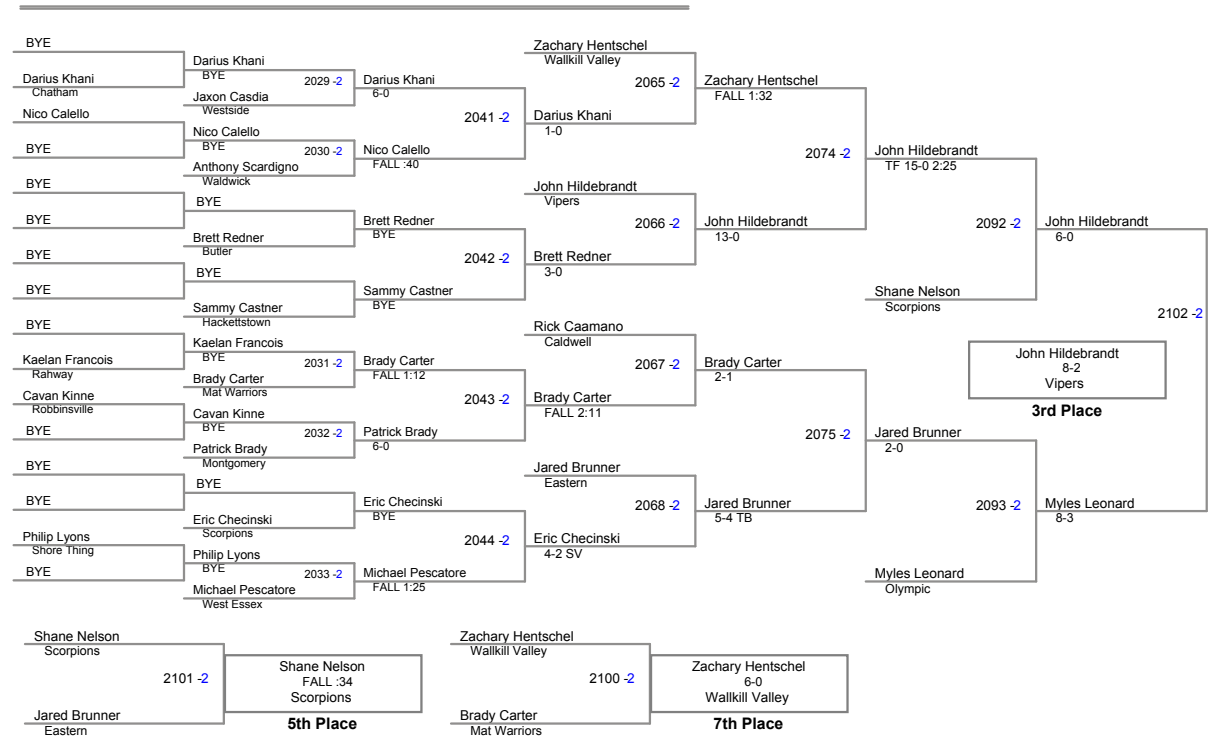 BYE
Darius Khani
Chatham
Nico Calello
BYE
BYE
BYE
BYE
BYE
BYE
Kaelan Francois
Rahway
Cavan Kinne
Robbinsville
BYE
BYE
BYE
Philip Lyons
Shore Thing
BYE
Darius Khani
BYE
2029 -2
Jaxon Casdia
Westside
Nico Calello
BYE
2030 -2
Anthony Scardigno
Waldwick
BYE
Brett Redner
Butler
BYE
Sammy Castner
Hackettstown
Kaelan Francois
BYE
2031 -2
Brady Carter
Mat Warriors
Cavan Kinne
BYE
2032 -2
Patrick Brady
Montgomery
BYE
Eric Checinski
Scorpions
Philip Lyons
BYE
2033 -2
Michael Pescatore
West Essex
Darius Khani
6-0
2041 -2
Nico Calello
FALL :40
Brett Redner
BYE
2042 -2
Sammy Castner
BYE
Brady Carter
FALL 1:12
2043 -2
Patrick Brady
6-0
Eric Checinski
BYE
2044 -2
Michael Pescatore
FALL 1:25
Zachary Hentschel
Wallkill Valley
2065 -2
Darius Khani
1-0
John Hildebrandt
Vipers
2066 -2
Brett Redner
3-0
Rick Caamano
Caldwell
2067 -2
Brady Carter
FALL 2:11
Jared Brunner
Eastern
2068 -2
Eric Checinski
4-2 SV
Zachary Hentschel
FALL 1:32
2074 -2
John Hildebrandt
13-0
Brady Carter
2-1
2075 -2
Jared Brunner
5-4 TB
John Hildebrandt
TF 15-0 2:25
2092 -2
Shane Nelson
Scorpions
Jared Brunner
2-0
2093 -2
Myles Leonard
Olympic
John Hildebrandt
6-0
2102 -2
Myles Leonard
8-3
John Hildebrandt
8-2
Vipers
3rd Place
Shane Nelson
Scorpions
2101 -2
Jared Brunner
Eastern
Shane Nelson
FALL :34
Scorpions
5th Place
Zachary Hentschel
Wallkill Valley
2100 -2
Brady Carter
Mat Warriors
Zachary Hentschel
6-0
Wallkill Valley
7th Place